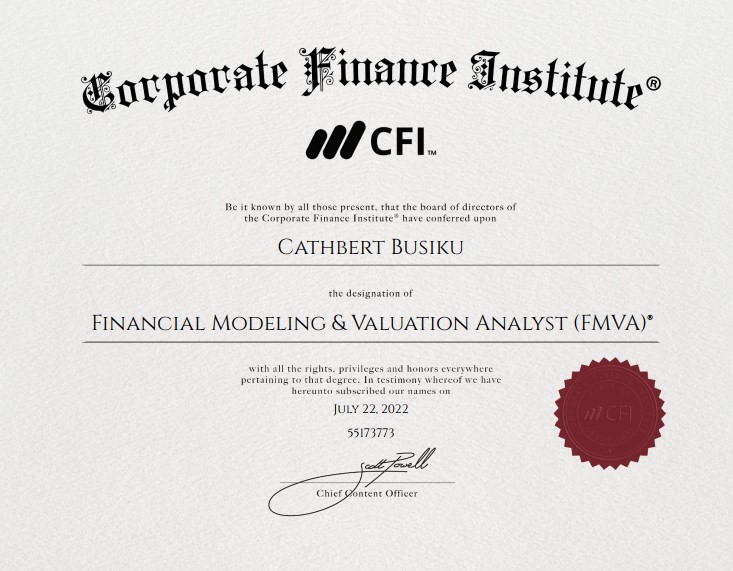 Corporate Finance Institute®
CFI™
Be it known by all those present, that the board of directors of
the Corporate Finance Institute® have conferred upon
CATHBERT BUSIKU
the designation of
FINANCIAL MODELING & VALUATION ANALYST (FMVA)®
with all the rights, privileges and honors everywhere
pertaining to that degree. In testimony whereof we have
hereunto subscribed our names on
JULY 22, 2022
55173773
Scott Powell
Chief Content Officer
CFI